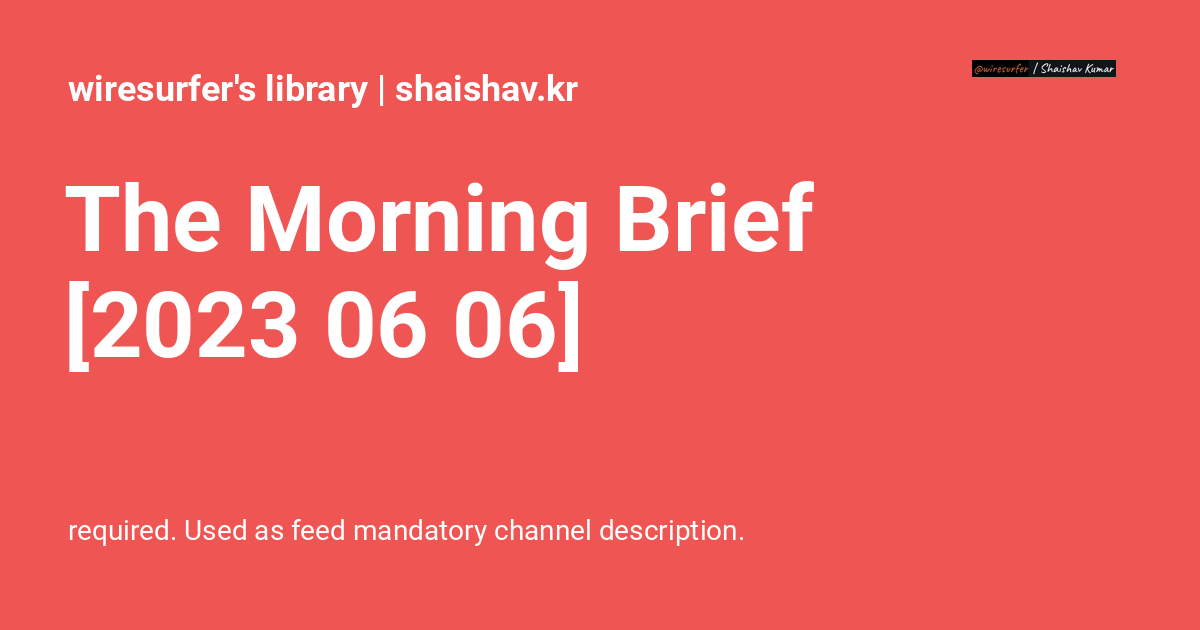 wiresurfer's library | shaishav.kr
@wiresurfer | Shaishav Kumar
The Morning Brief
[2023 06 06]
required. Used as feed mandatory channel description.